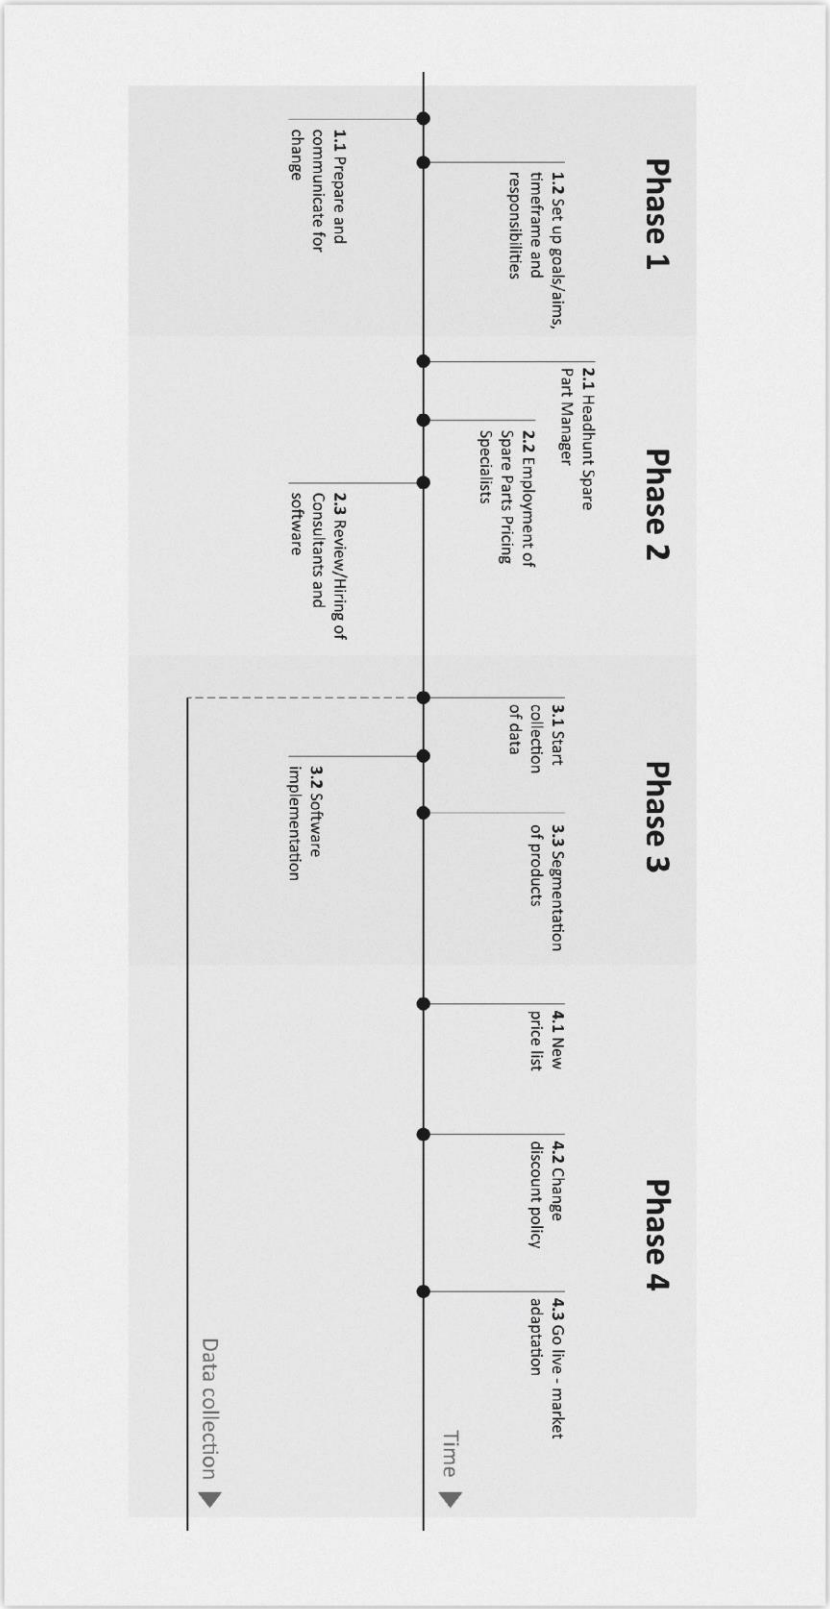 Phase 1
1.2 Set up goals/aims,
timeframe and
responsibilities
1.1 Prepare and
communicate for
change
Phase 2
2.1 Headhunt Spare
Part Manager
2.2 Employment of
Spare Parts Pricing
Specialists
2.3 Review/Hiring of
Consultants and
software
Phase 3
3.1 Start
collection
of data
3.3 Segmentation
of products
3.2 Software
implementation
Phase 4
4.1 New
price list
4.2 Change
discount policy
4.3 Go live - market
adaptation
Time
Data collection